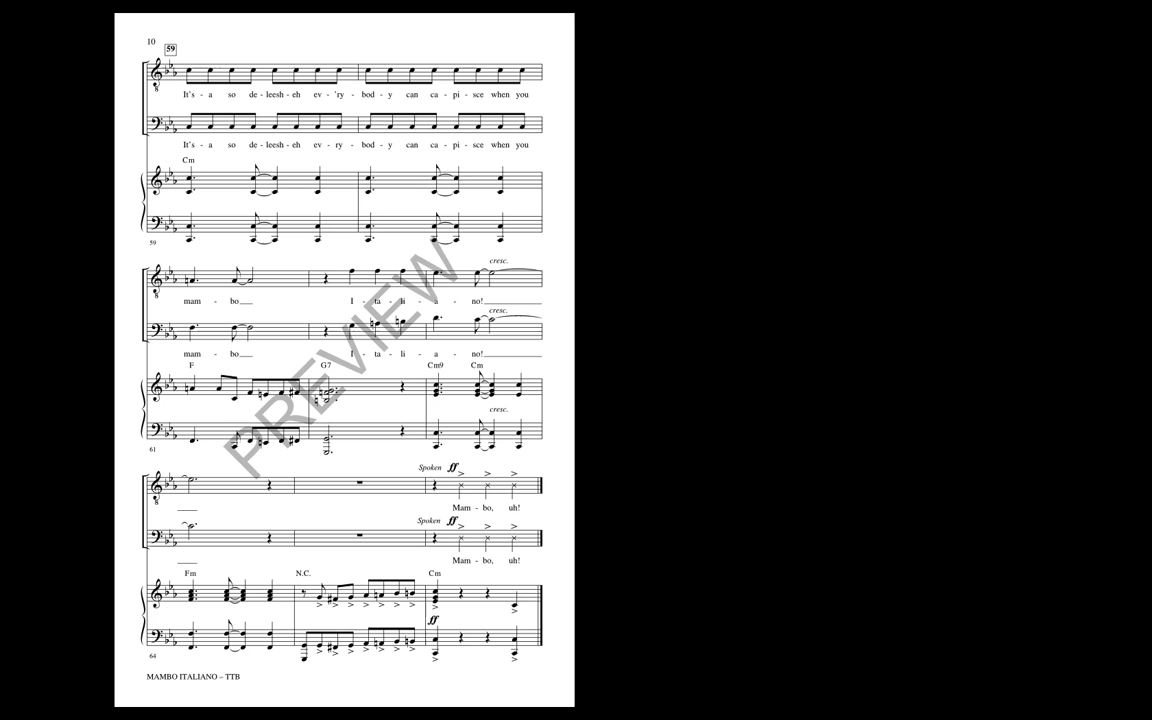 10
59
It's - a so de - leesh - eh ev - 'ry - bod - y can ca - pi - sce when you
It's - a so de - leesh - eh ev - ry - bod - y can ca - pi - sce when you
Cm
59
cresc.
mam - bo I - ta - li - a - no!
cresc.
mam - bo I - ta - li - a - no!
F G7 Cm9 Cm
cresc.
61
PREVIEW
Spoken ff
Mam - bo, uh!
Spoken ff
Mam - bo, uh!
Fm N.C. Cm
ff
64
MAMBO ITALIANO – TTB